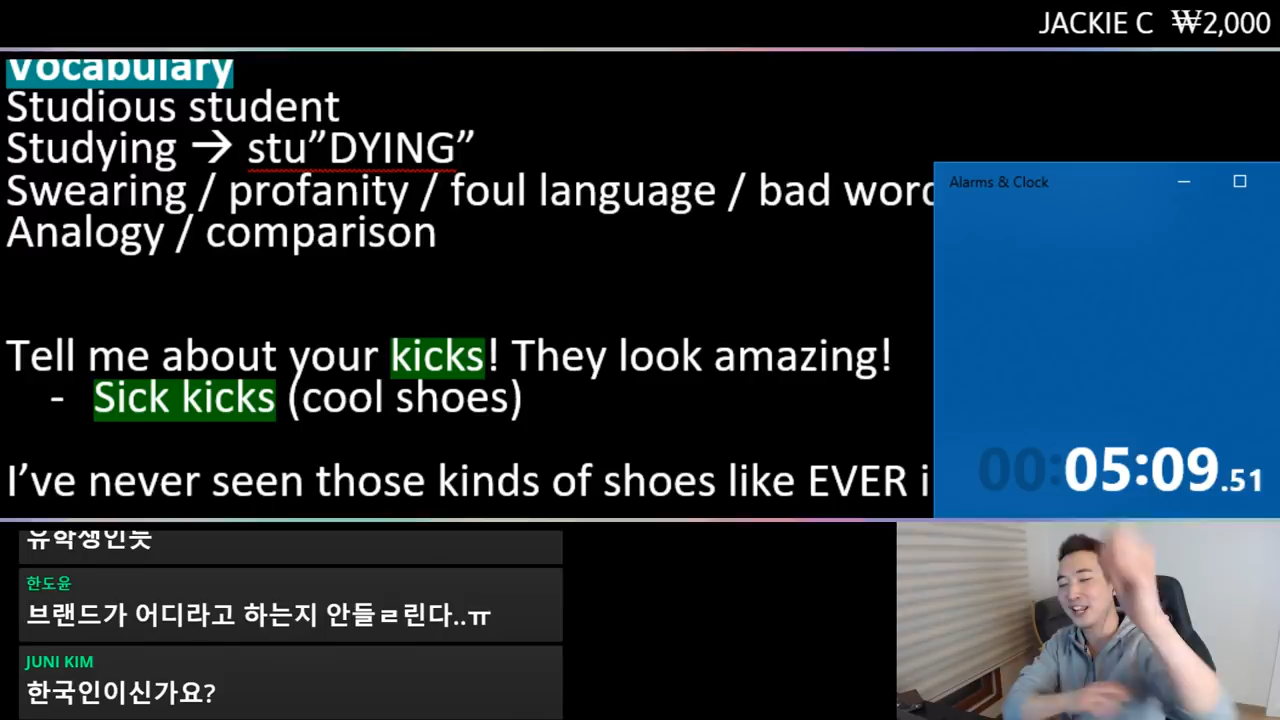 JACKIE C ₩2,000
Vocabulary
Studious student
Studying → stu”DYING”
Swearing / profanity / foul language / bad word
Analogy / comparison
Alarms & Clock
Tell me about your kicks! They look amazing!
- Sick kicks (cool shoes)
00:05:09.51
I’ve never seen those kinds of shoes like EVER i
유학생인듯
한도윤
브랜드가 어디라고 하는지 안들ㄹ린다..ㅠ
JUNI KIM
한국인이신가요?